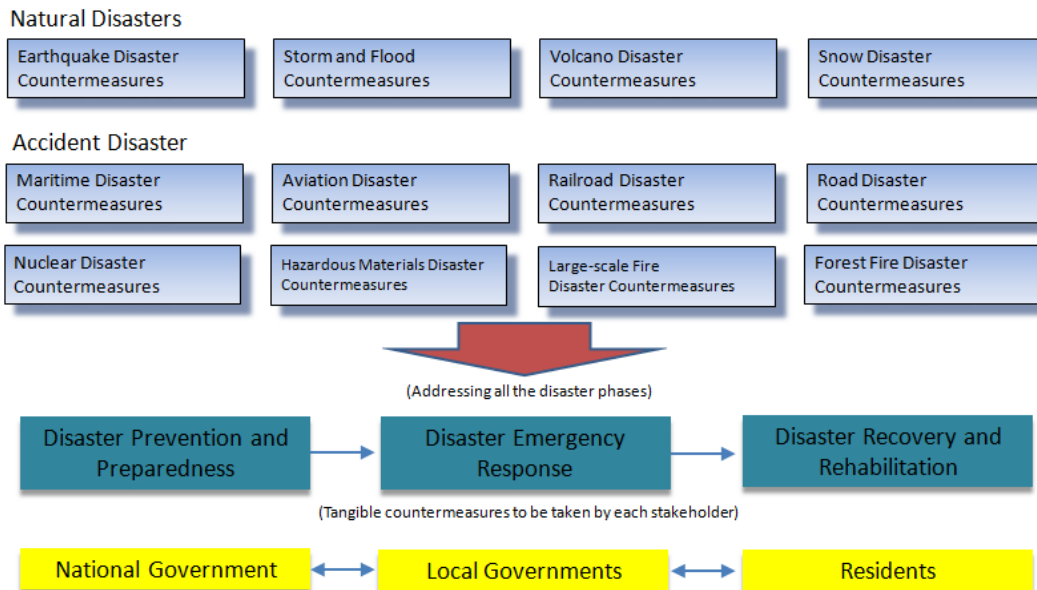 Natural Disasters
Earthquake Disaster
Countermeasures
Storm and Flood
Countermeasures
Volcano Disaster
Countermeasures
Snow Disaster
Countermeasures
Accident Disaster
Maritime Disaster
Countermeasures
Aviation Disaster
Countermeasures
Railroad Disaster
Countermeasures
Road Disaster
Countermeasures
Nuclear Disaster
Countermeasures
Hazardous Materials Disaster
Countermeasures
Large-scale Fire
Disaster Countermeasures
Forest Fire Disaster
Countermeasures
(Addressing all the disaster phases)
Disaster Prevention and
Preparedness
Disaster Emergency
Response
Disaster Recovery and
Rehabilitation
(Tangible countermeasures to be taken by each stakeholder)
National Government
Local Governments
Residents